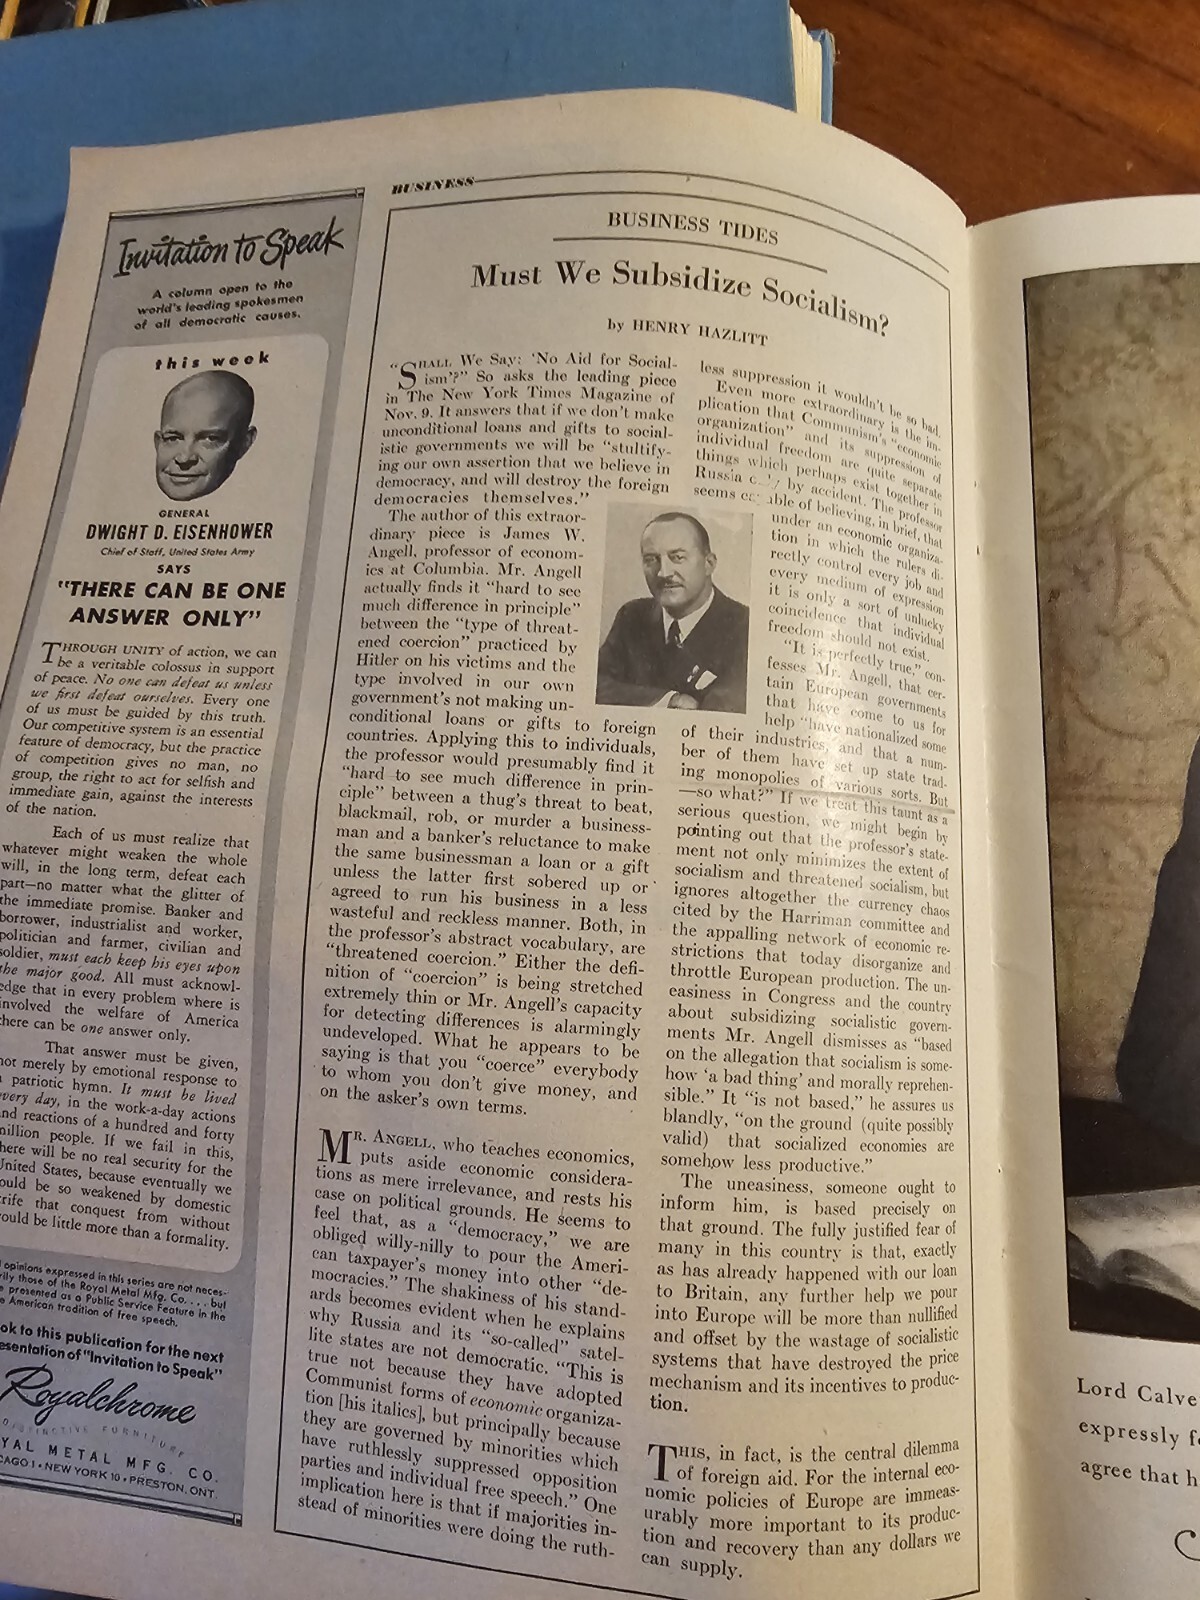 Invitation to Speak
A column open to the
world's leading spokesmen
of all democratic causes.
this week
GENERAL
DWIGHT D. EISENHOWER
Chief of Staff, United States Army
SAYS
"THERE CAN BE ONE
ANSWER ONLY"
THROUGH UNITY of action, we can
be a veritable colossus in support
of peace. No one can defeat us unless
we first defeat ourselves. Every one
of us must be guided by this truth.
Our competitive system is an essential
feature of democracy, but the practice
of competition gives no man, no
group, the right to act for selfish and
immediate gain, against the interests
of the nation.
Each of us must realize that
whatever might weaken the whole
will, in the long term, defeat each
part—no matter what the glitter of
the immediate promise. Banker and
borrower, industrialist and worker,
politician and farmer, civilian and
soldier, must each keep his eyes upon
the major good. All must acknowl-
edge that in every problem where is
involved the welfare of America
there can be one answer only.
That answer must be given,
not merely by emotional response to
patriotic hymn. It must be lived
every day, in the work-a-day actions
and reactions of a hundred and forty
million people. If we fail in this,
there will be no real security for the
United States, because eventually we
ould be so weakened by domestic
rife that conquest from without
ould be little more than a formality.
opinions expressed in this series are not neces-
rily those of the Royal Metal Mfg. Co. . . . but
e presented as a Public Service Feature in the
American tradition of free speech.
ok to this publication for the next
esentation of "Invitation to Speak"
Royalchrome
DISTINCTIVE FURNITURE
YAL METAL MFG. CO.
CAGO 1 • NEW YORK 10 • PRESTON, ONT.
BUSINESS
BUSINESS TIDES
Must We Subsidize Socialism?
by HENRY HAZLITT
"SHALL We Say: 'No Aid for Social-
ism'?" So asks the leading piece
in The New York Times Magazine of
Nov. 9. It answers that if we don't make
unconditional loans and gifts to social-
istic governments we will be "stultify-
ing our own assertion that we believe in
democracy, and will destroy the foreign
democracies themselves."
The author of this extraor-
dinary piece is James W.
Angell, professor of econom-
ics at Columbia. Mr. Angell
actually finds it "hard to see
much difference in principle"
between the "type of threat-
ened coercion" practiced by
Hitler on his victims and the
type involved in our own
government's not making un-
conditional loans or gifts to foreign
countries. Applying this to individuals,
the professor would presumably find it
"hard to see much difference in prin-
ciple" between a thug's threat to beat,
blackmail, rob, or murder a business-
man and a banker's reluctance to make
the same businessman a loan or a gift
unless the latter first sobered up or
agreed to run his business in a less
wasteful and reckless manner. Both, in
the professor's abstract vocabulary, are
"threatened coercion." Either the defi-
nition of "coercion" is being stretched
extremely thin or Mr. Angell's capacity
for detecting differences is alarmingly
undeveloped. What he appears to be
saying is that you "coerce" everybody
to whom you don't give money, and
on the asker's own terms.
MR. ANGELL, who teaches economics,
puts aside economic considera-
tions as mere irrelevance, and rests his
case on political grounds. He seems to
feel that, as a "democracy," we are
obliged willy-nilly to pour the Ameri-
can taxpayer's money into other "de-
mocracies." The shakiness of his stand-
ards becomes evident when he explains
why Russia and its "so-called" satel-
lite states are not democratic. "This is
true not because they have adopted
Communist forms of economic organiza-
tion [his italics], but principally because
they are governed by minorities which
have ruthlessly suppressed opposition
parties and individual free speech." One
implication here is that if majorities in-
stead of minorities were doing the ruth-
less suppression it wouldn't be so bad.
Even more extraordinary is the im-
plication that Communism's "economic
organization" and its suppression of
individual freedom are quite separate
things which perhaps exist together in
Russia by accident. The professor
seems capable of believing, in brief, that
under an economic organiza-
tion in which the rulers di-
rectly control every job and
every medium of expression
it is only a sort of unlucky
coincidence that individual
freedom should not exist.
"It is perfectly true," con-
fesses Mr. Angell, that cer-
tain European governments
that have come to us for
help "have nationalized some
of their industries, and that a num-
ber of them have set up state trad-
ing monopolies of various sorts. But
—so what?" If we treat this taunt as a
serious question, we might begin by
pointing out that the professor's state-
ment not only minimizes the extent of
socialism and threatened socialism, but
ignores altogether the currency chaos
cited by the Harriman committee and
the appalling network of economic re-
strictions that today disorganize and
throttle European production. The un-
easiness in Congress and the country
about subsidizing socialistic govern-
ments Mr. Angell dismisses as "based
on the allegation that socialism is some-
how 'a bad thing' and morally reprehen-
sible." It "is not based," he assures us
blandly, "on the ground (quite possibly
valid) that socialized economies are
somehow less productive."
The uneasiness, someone ought to
inform him, is based precisely on
that ground. The fully justified fear of
many in this country is that, exactly
as has already happened with our loan
to Britain, any further help we pour
into Europe will be more than nullified
and offset by the wastage of socialistic
systems that have destroyed the price
mechanism and its incentives to produc-
tion.
THIS, in fact, is the central dilemma
of foreign aid. For the internal eco-
nomic policies of Europe are immeas-
urably more important to its produc-
tion and recovery than any dollars we
can supply.
Lord Calve
expressly f
agree that h